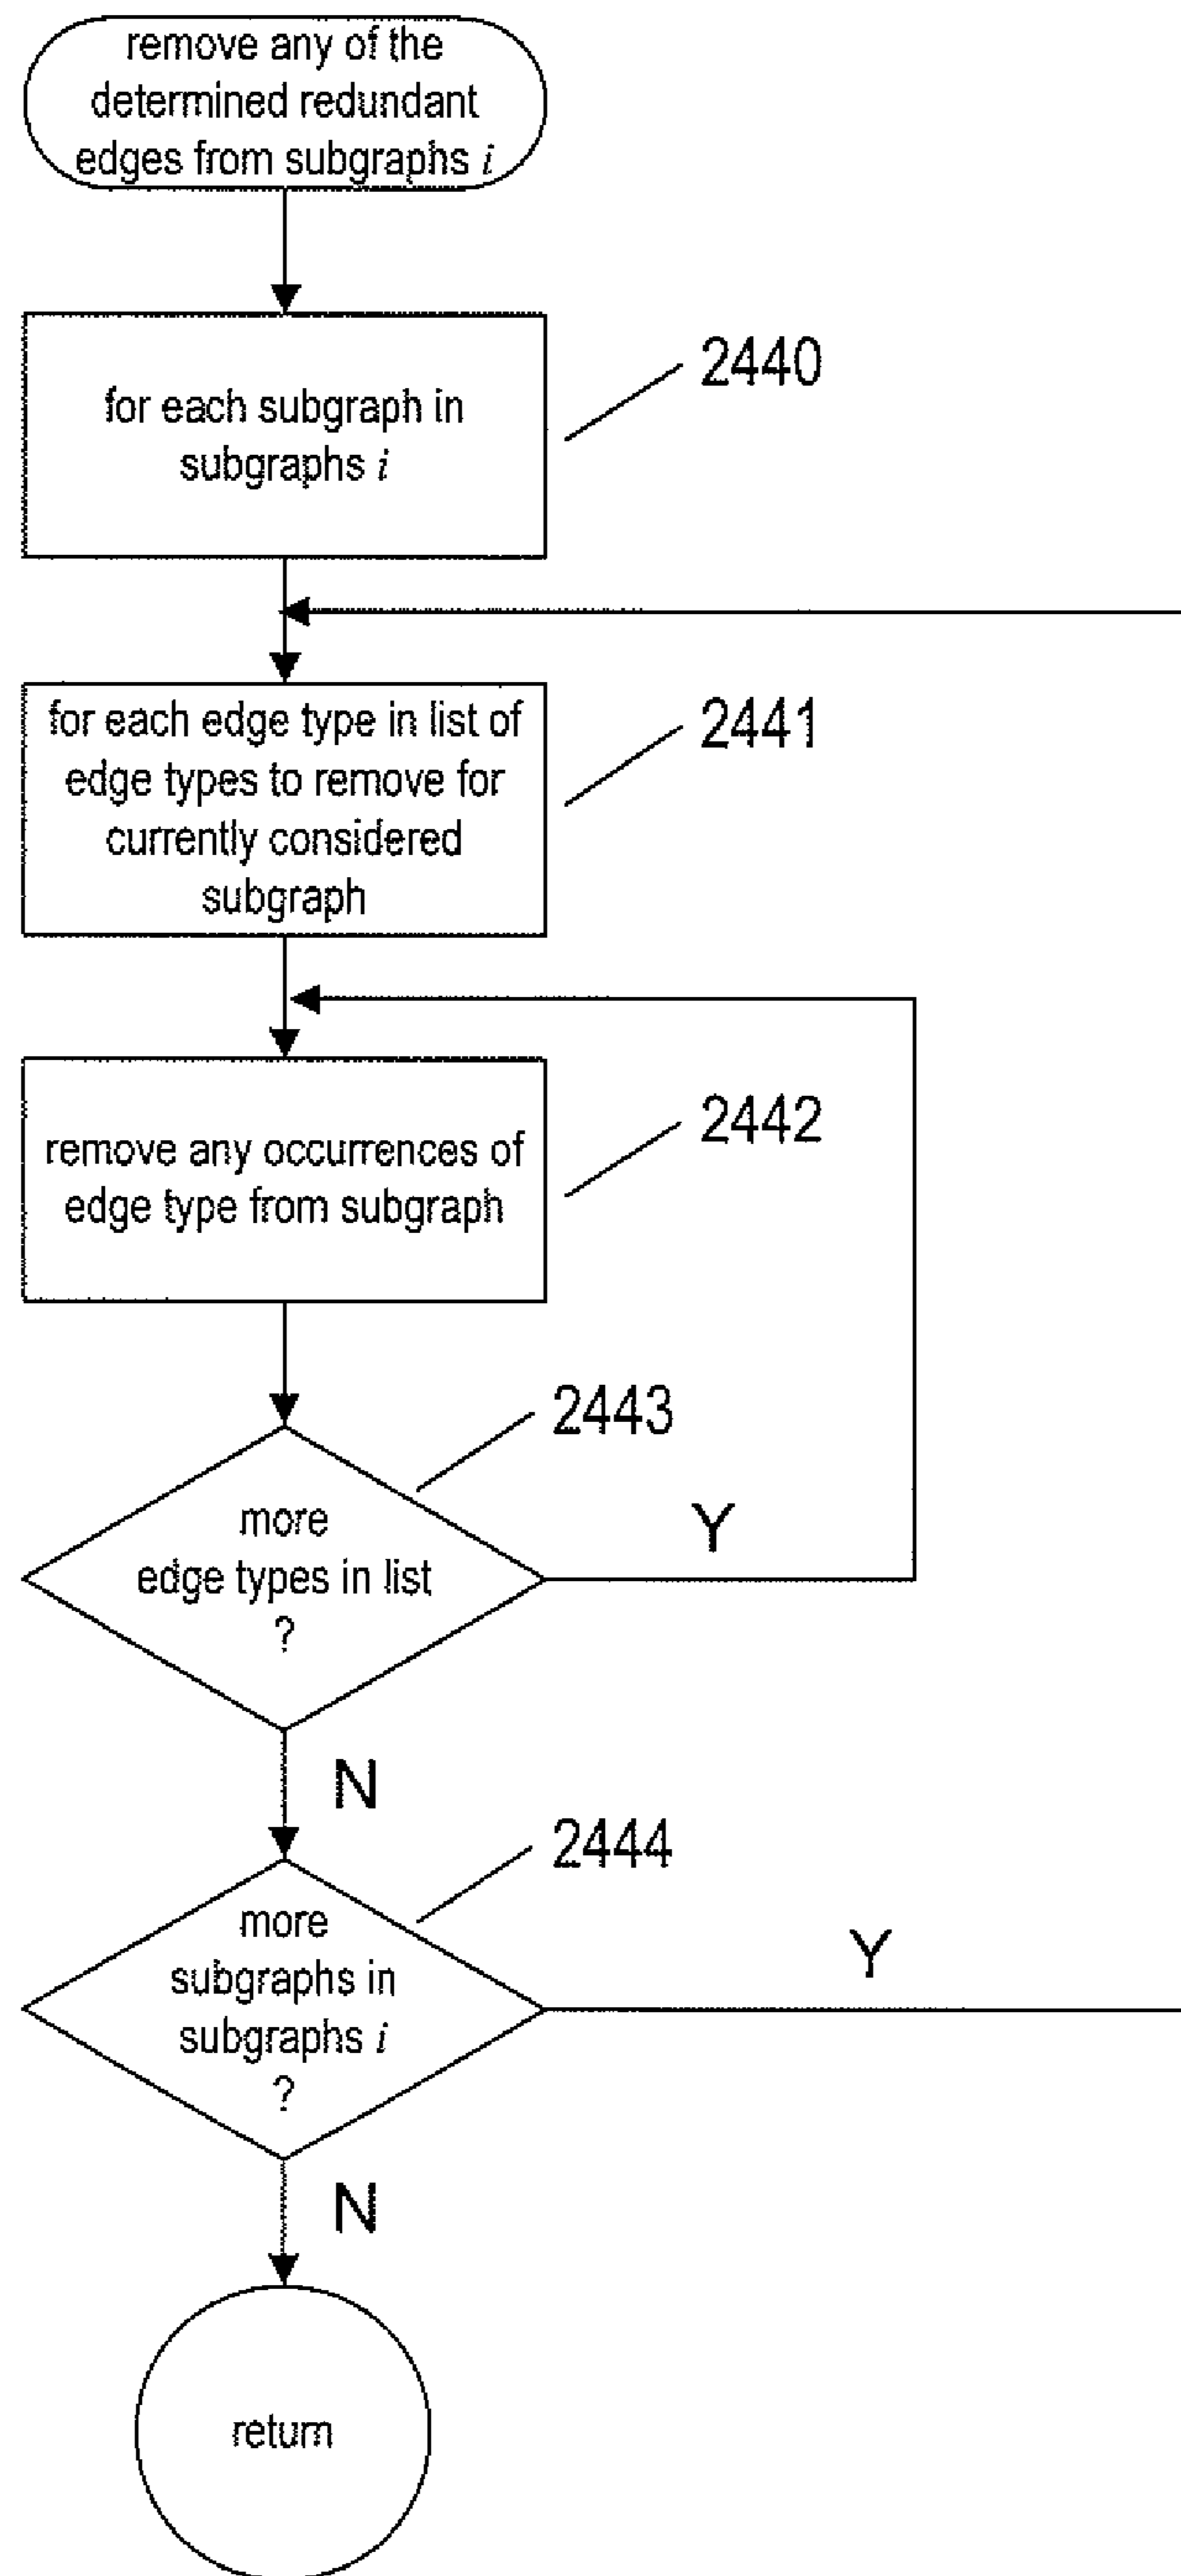 remove any of the
determined redundant
edges from subgraphs i
for each subgraph in
subgraphs i
2440
for each edge type in list of
edge types to remove for
currently considered
subgraph
2441
remove any occurrences of
edge type from subgraph
2442
more
edge types in list
?
2443
Y
N
more
subgraphs in
subgraphs i
?
2444
Y
N
return